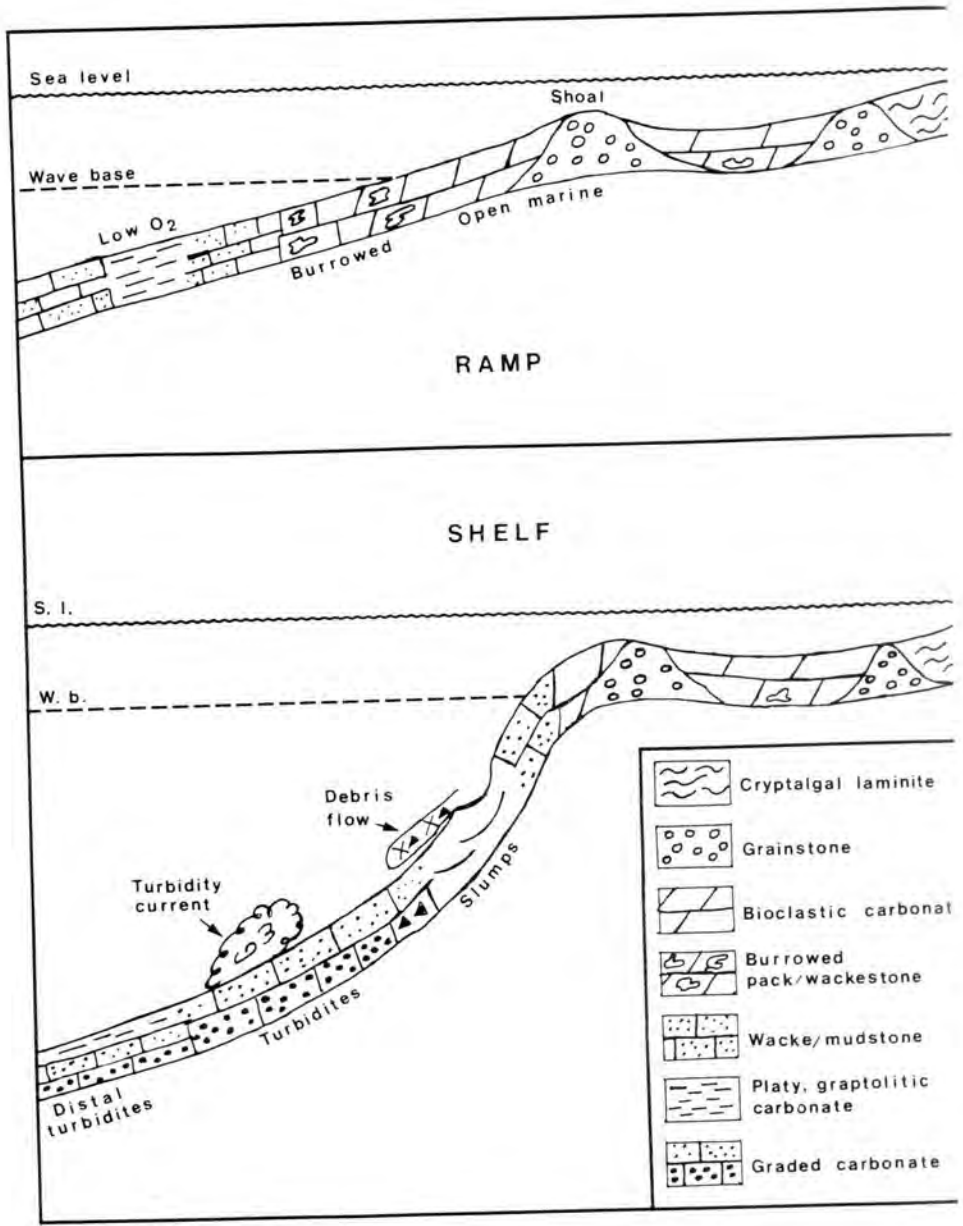 Sea level
Shoal
Wave base
Low O2
Open marine
Burrowed
RAMP
SHELF
S. l.
W. b.
Debris
flow
Slumps
Turbidity
current
Turbidites
Distal
turbidites
Cryptalgal laminite
Grainstone
Bioclastic carbonat
Burrowed
pack/wackestone
Wacke/mudstone
Platy, graptolitic
carbonate
Graded carbonate